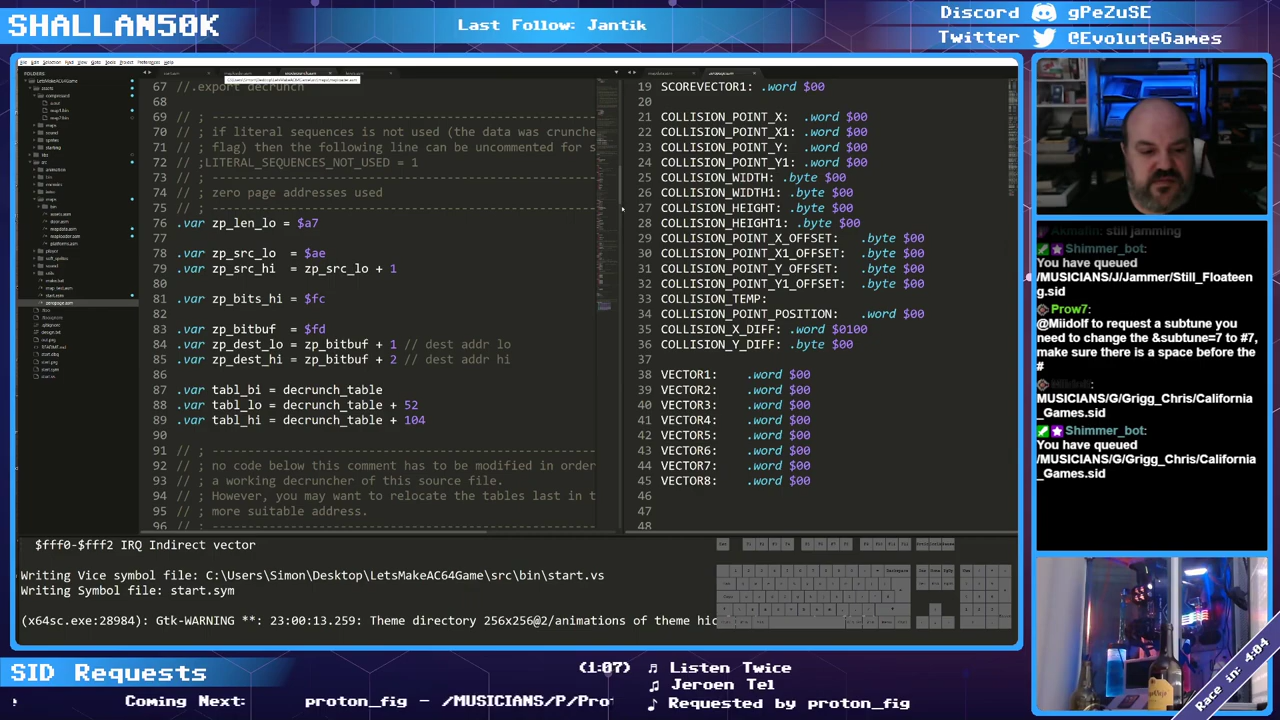 SHALLAN50K
Last Follow: Jantik
Discord gPeZuSE
Twitter @EvoluteGames
67 //.export decrunch
68
69 // ; -------------------------------------------------------------------
70 // ; if literal sequences is not used (the data was crunche
71 // ; flag) then the following line can be uncommented for s
72 // ;LITERAL_SEQUENCES_NOT_USED = 1
73 // ; -------------------------------------------------------------------
74 // ; zero page addresses used
75 // ; -------------------------------------------------------------------
76 .var zp_len_lo = $a7
77
78 .var zp_src_lo = $ae
79 .var zp_src_hi = zp_src_lo + 1
80
81 .var zp_bits_hi = $fc
82
83 .var zp_bitbuf = $fd
84 .var zp_dest_lo = zp_bitbuf + 1 // dest addr lo
85 .var zp_dest_hi = zp_bitbuf + 2 // dest addr hi
86
87 .var tabl_bi = decrunch_table
88 .var tabl_lo = decrunch_table + 52
89 .var tabl_hi = decrunch_table + 104
90
91 // ; -------------------------------------------------------------------
92 // ; no code below this comment has to be modified in order
93 // ; a working decruncher of this source file.
94 // ; However, you may want to relocate the tables last in t
95 // ; more suitable address.
96 // ; -------------------------------------------------------------------
19 SCOREVECTOR1: .word $00
20
21 COLLISION_POINT_X: .word $00
22 COLLISION_POINT_X1: .word $00
23 COLLISION_POINT_Y: .word $00
24 COLLISION_POINT_Y1: .word $00
25 COLLISION_WIDTH: .byte $00
26 COLLISION_WIDTH1: .byte $00
27 COLLISION_HEIGHT: .byte $00
28 COLLISION_HEIGHT1: .byte $00
29 COLLISION_POINT_X_OFFSET: .byte $00
30 COLLISION_POINT_X1_OFFSET: .byte $00
31 COLLISION_POINT_Y_OFFSET: .byte $00
32 COLLISION_POINT_Y1_OFFSET: .byte $00
33 COLLISION_TEMP:
34 COLLISION_POINT_POSITION: .word $00
35 COLLISION_X_DIFF: .word $0100
36 COLLISION_Y_DIFF: .byte $00
37
38 VECTOR1: .word $00
39 VECTOR2: .word $00
40 VECTOR3: .word $00
41 VECTOR4: .word $00
42 VECTOR5: .word $00
43 VECTOR6: .word $00
44 VECTOR7: .word $00
45 VECTOR8: .word $00
46
47
48
$fff0-$fff2 IRQ Indirect vector
Writing Vice symbol file: C:\Users\Simon\Desktop\LetsMakeAC64Game\src\bin\start.vs
Writing Symbol file: start.sym
(x64sc.exe:28984): Gtk-WARNING **: 23:00:13.259: Theme directory 256x256@2/animations of theme hic
Akmafin: still jamming
Shimmer_bot:
You have queued
/MUSICIANS/J/Jammer/Still_Floateen
g.sid
Prow7:
@Miidolf to request a subtune you
need to change the &subtune=7 to #7,
make sure there is a space before the
#
Miidolf:
MUSICIANS/G/Grigg_Chris/California
_Games.sid
Shimmer_bot:
You have queued
/MUSICIANS/G/Grigg_Chris/California
_Games.sid
SID Requests
(1:07)
Listen Twice
Jeroen Tel
Requested by proton_fig
Coming Next: proton_fig – /MUSICIANS/P/Pro
Race in: 4:04